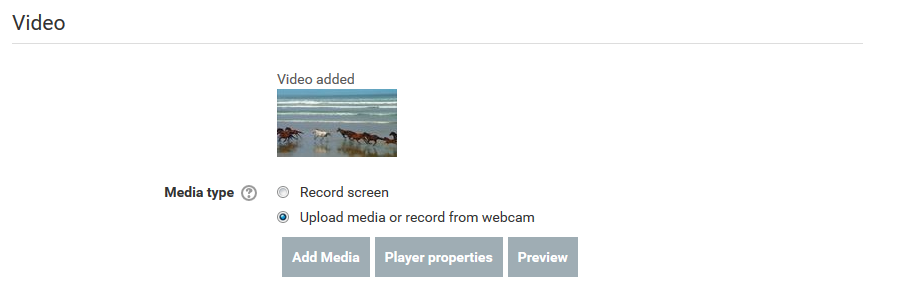 Video
Video added
Media type ?
Record screen
Upload media or record from webcam
Add Media Player properties Preview